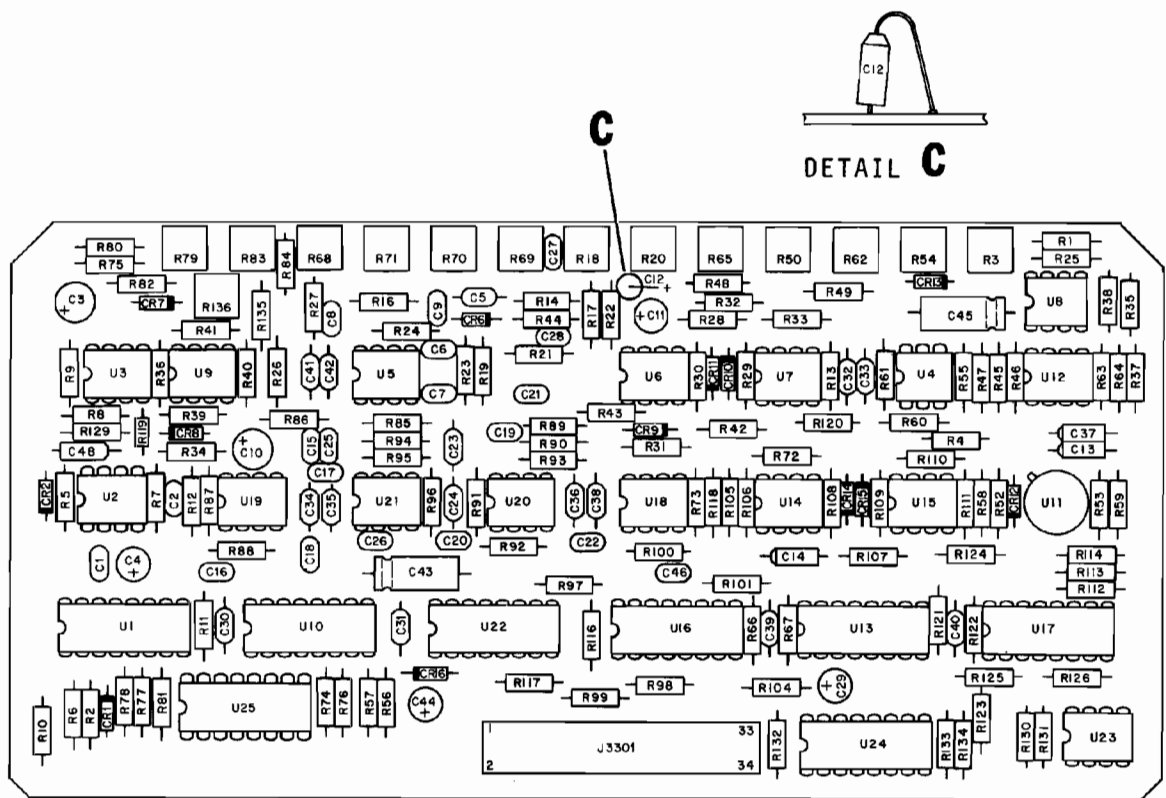 C12
C
DETAIL C
R80 R79 R83 R84 R68 R71 R70 R69 C27 R18 R20 R65 R50 R62 R54 R3 R1
R75 R25
R82 C12 + R48 CR13
+ C3 CR7 R136 R135 R27 C8 R16 C9 C5 R14 R17 R22 + C11 R32 R49 C45 U8 R38 R35
R41 R24 CR6 R44 R28 R33
C28
R9 U3 R36 U9 R40 R26 C41 C42 U5 C6 R23 R19 R21 U6 R30 CR11 CR10 R29 U7 R13 C32 C33 R61 U4 R55 R47 R45 R46 U12 R63 R64 R37
C7 C21
R8 R39 R86 R85 R89 R43 R120 R60
R129 R119 CR8 C10 + C15 C25 R94 C23 C19 R90 CR9 R42 R4 C37
C48 R34 R95 R93 R31 R72 R110 C13
C17
CR2 R5 U2 R7 C2 R12 R87 U19 C34 C35 U21 R96 C24 R91 U20 C36 C38 U18 R73 R118 R105 R106 U14 R108 CR14 CR15 R109 U15 R111 R58 R52 CR12 U11 R53 R59
C26 C20 C22
C1 C4 + R88 C18 R92 R100 C14 R107 R124 R114
C16 C43 R97 C46 R101 R113
R112
U1 R11 C30 U10 C31 U22 R116 U16 R66 C39 R67 U13 R121 C40 R122 U17
CR16 R117 R98 R104 + C29 R125 R126
R10 R6 R2 CR1 R78 R77 R81 U25 R74 R76 R57 R56 C44 + R99 R123
1 33
J3301 R132 U24 R133 R134 R130 R131 U23
2 34